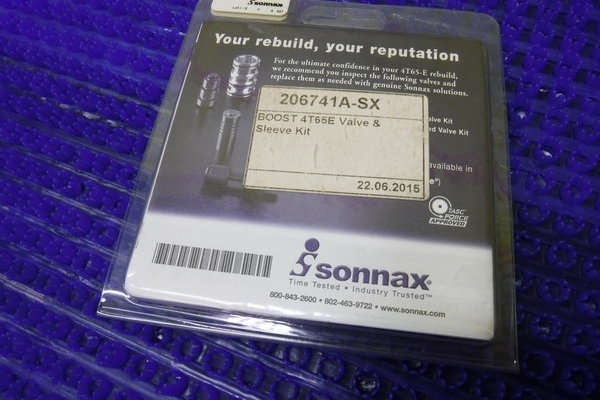 sonnax
Your rebuild, your reputation
For the ultimate confidence in your 4T65-E rebuild,
we recommend you inspect the following valves and
replace them as needed with genuine Sonnax solutions.
206741A-SX
BOOST 4T65E Valve &
Sleeve Kit
22.06.2015
alve Kit
ed Valve Kit
available in
e®)
TASC
FORCE
APPROVED
sonnax®
Time Tested • Industry Trusted™
800-843-2600 • 802-463-9722 • www.sonnax.com